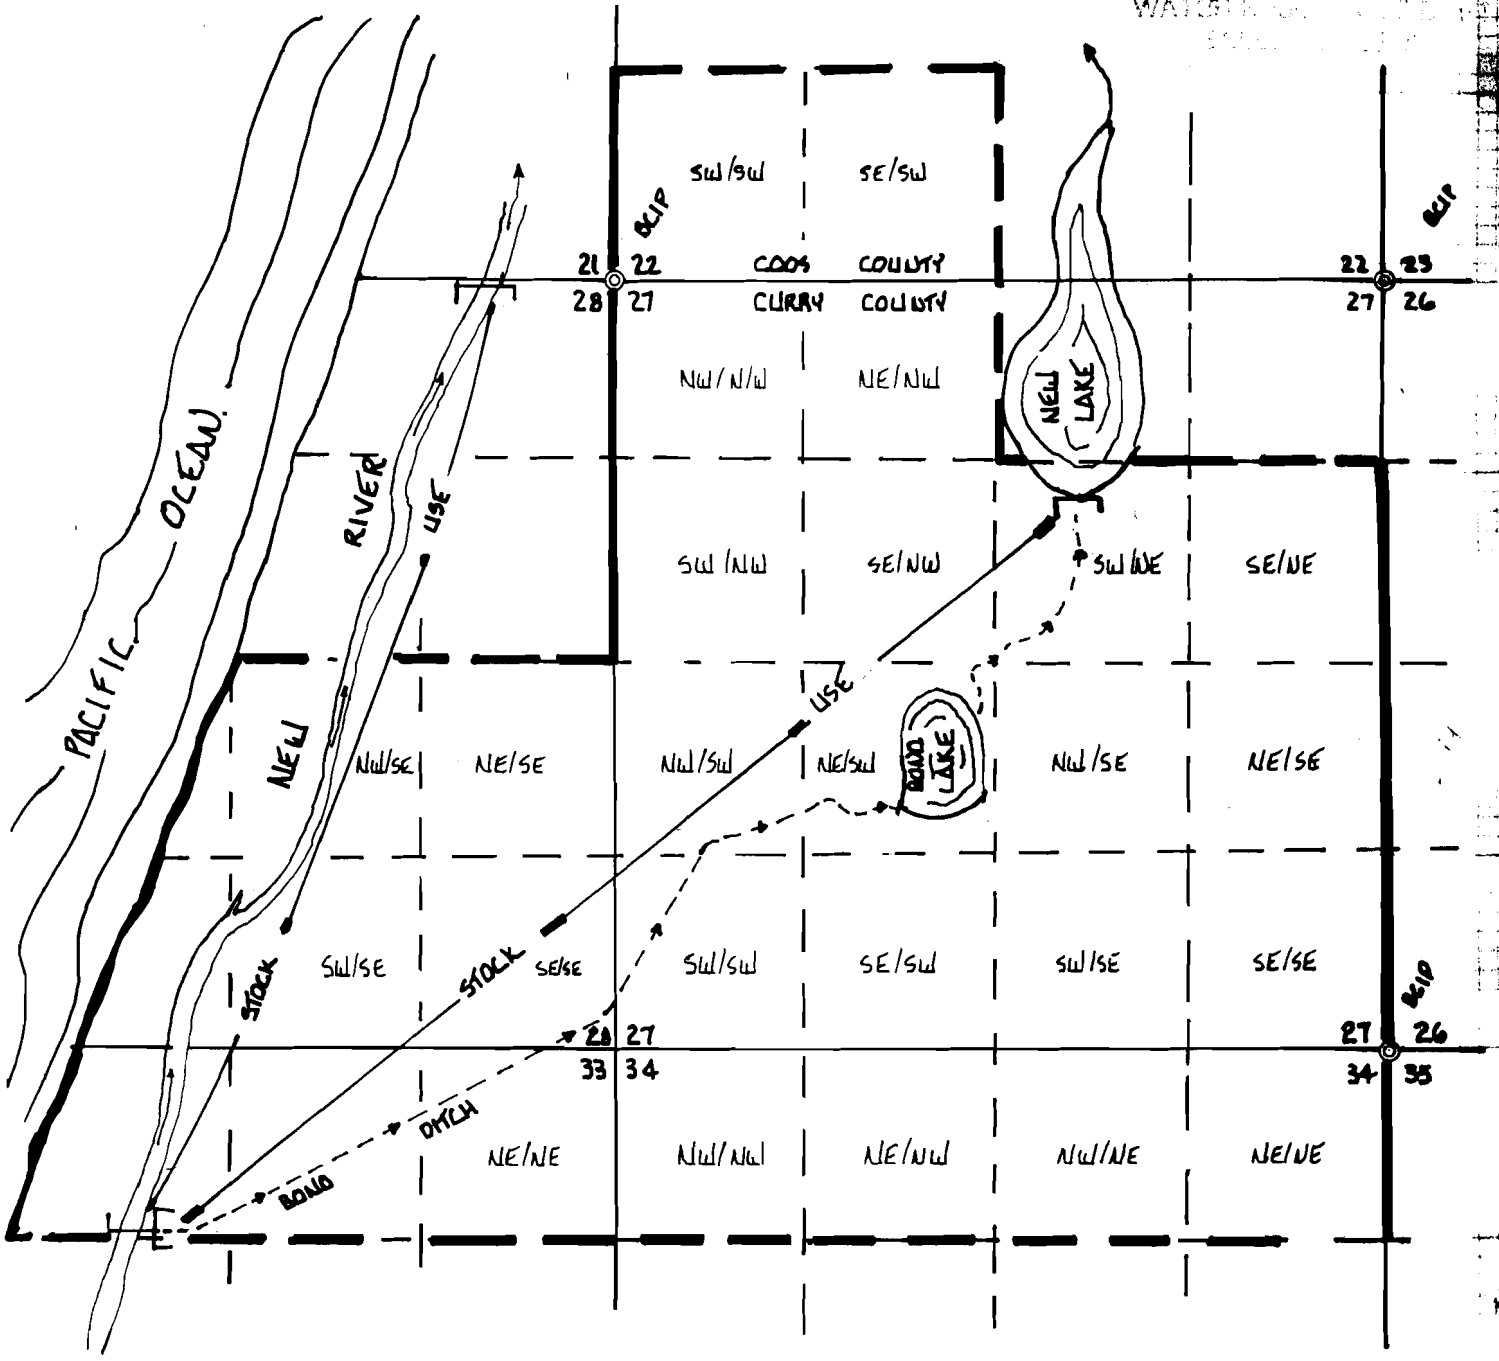 SW/SW SE/SW
BCIP BCIP
21 22 COOS COUNTY 22 23
28 27 CURRY COUNTY 27 26
NW/N/W NE/NW
NEW
LAKE
PACIFIC OCEAN.
NEW RIVER
STOCK USE
SW/NW SE/NW SW/NE SE/NE
STOCK USE
NW/SE NE/SE NW/SW NE/SW NW/SE NE/SE
BONO
LAKE
SW/SE SE/SE SW/SW SE/SW SW/SE SE/SE
BCIP
28 27 27 26
33 34 34 35
BONO DITCH
NE/NE NW/NW NE/NW NW/NE NE/NE